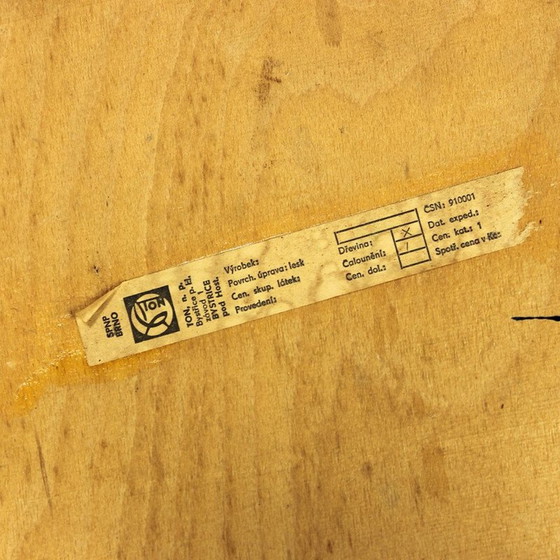 SPNP
BRNO
TON
TON, n. p.
Bystřice p. H.
závod 1
BYSTŘICE
pod Host.
Výrobek:
Povrch. úprava: lesk
Cen. skup. látek:
Provedení:
Dřevina:
Čalounění: X
Cen. dol.: /
ČSN: 910001
Dat. exped.:
Cen. kat.: 1
Spotř. cena v Kčs: